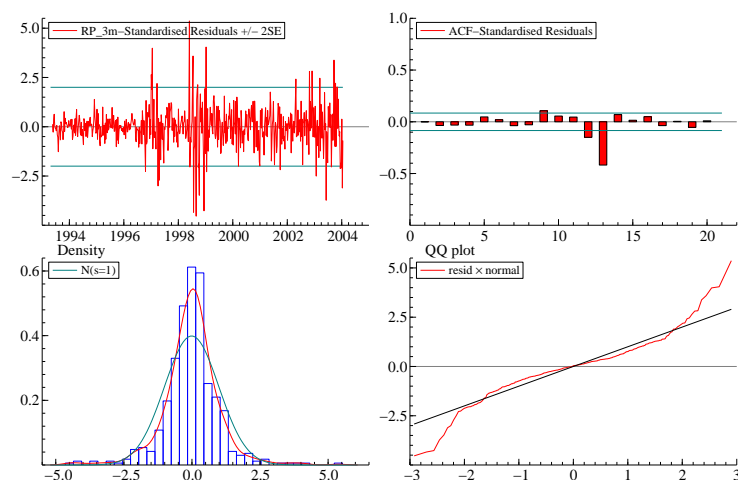 RP_3m−Standardised Residuals +/− 2SE
5.0
2.5
0.0
−2.5
1994 1996 1998 2000 2002 2004
ACF−Standardised Residuals
1.0
0.5
0.0
−0.5
0 5 10 15 20
Density
N(s=1)
0.6
0.4
0.2
−5.0 −2.5 0.0 2.5 5.0
QQ plot
resid × normal
5.0
2.5
0.0
−2.5
−3 −2 −1 0 1 2 3